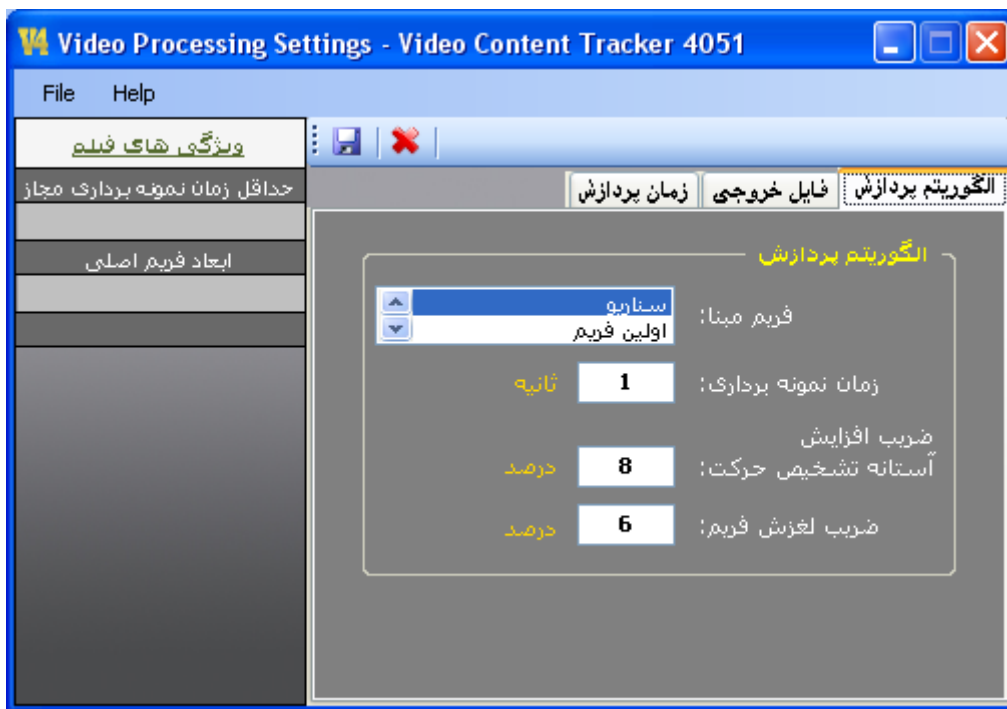 V4 Video Processing Settings - Video Content Tracker 4051
File Help
ویژگی های فیلم
حداقل زمان نمونه برداری مجاز
ابعاد فریم اصلی
الگوریتم پردازش فایل خروجی زمان پردازش
الگوریتم پردازش
فریم مبنا: سناریو
اولین فریم
زمان نمونه برداری: 1 ثانیه
ضریب افزایش
آستانه تشخیص حرکت: 8 درصد
ضریب لغزش فریم: 6 درصد